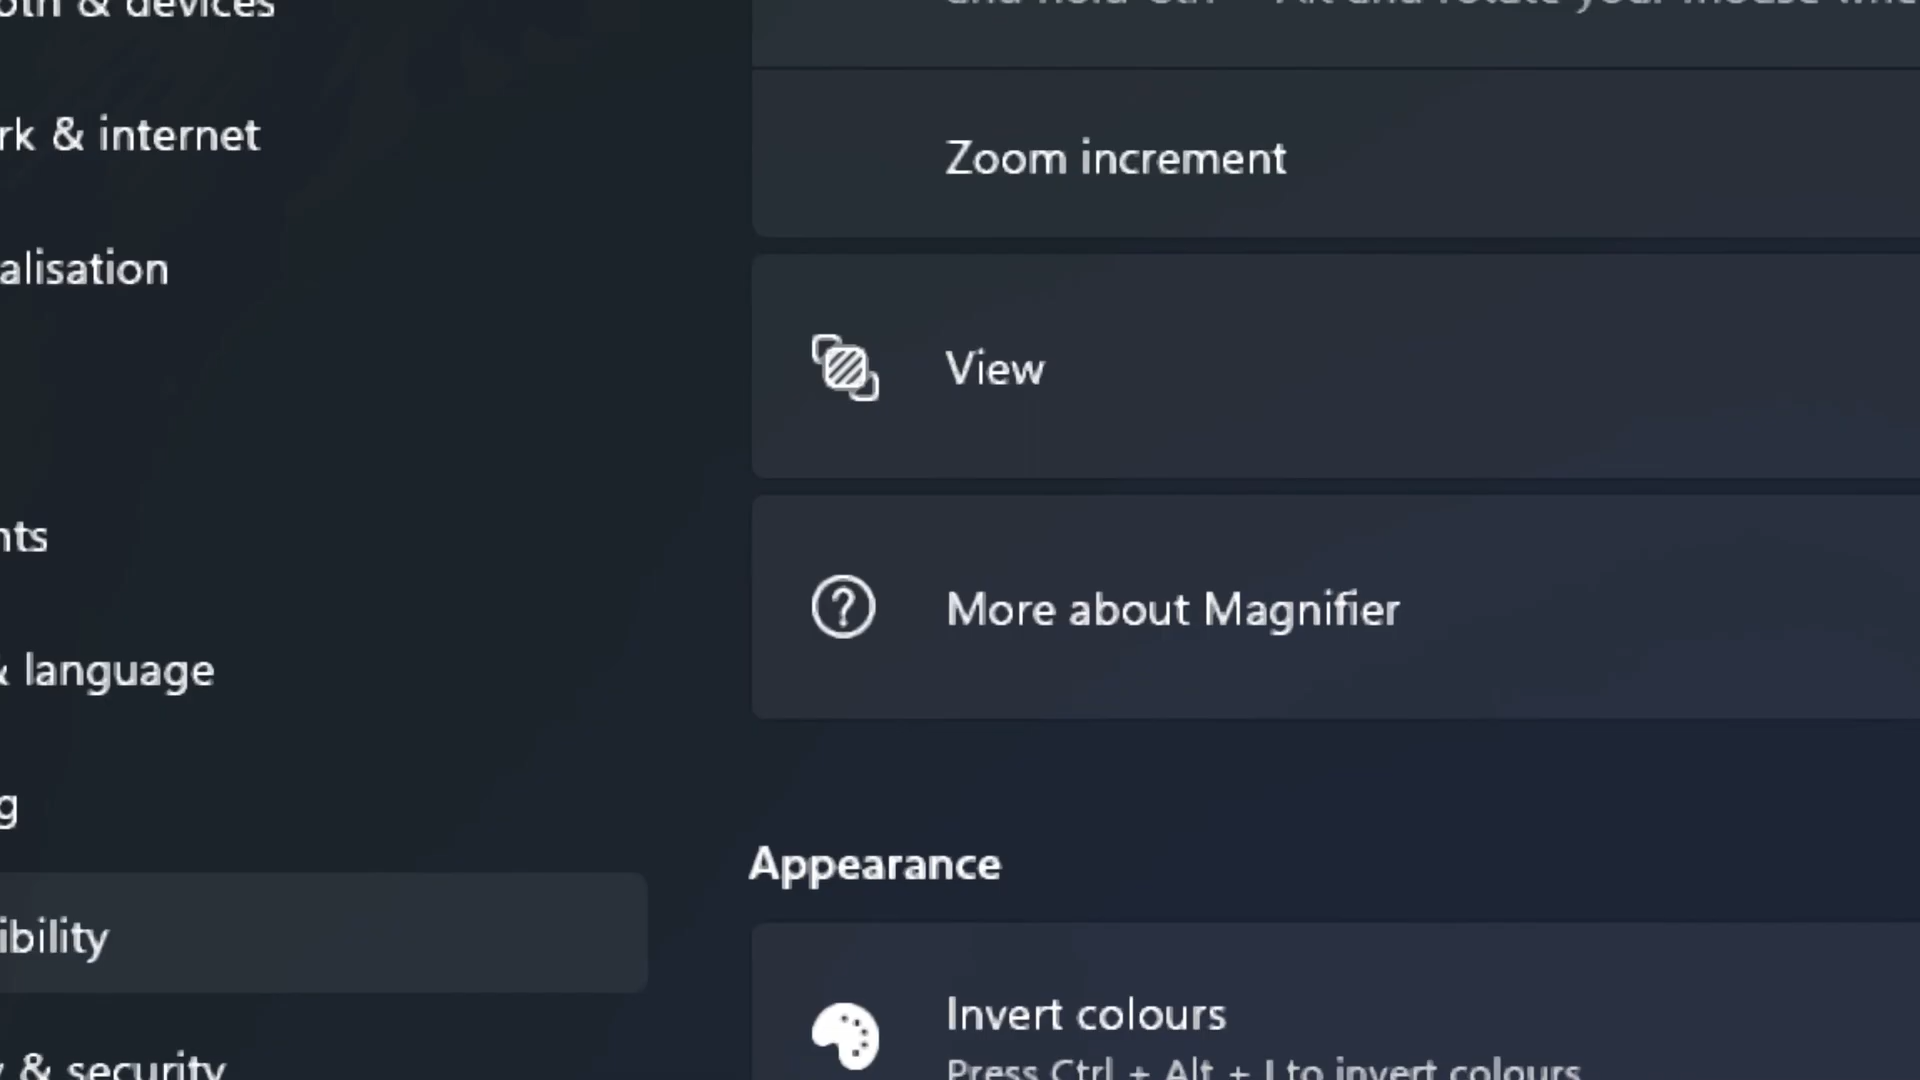 & devices
& internet
Zoom increment
alisation
View
nts
More about Magnifier
& language
g
Appearance
ibility
Invert colours
& security
Press Ctrl + Alt + I to invert colours